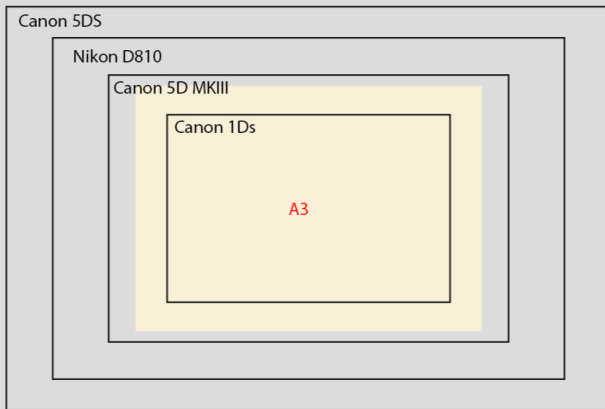 Canon 5DS
Nikon D810
Canon 5D MKIII
Canon 1Ds
A3